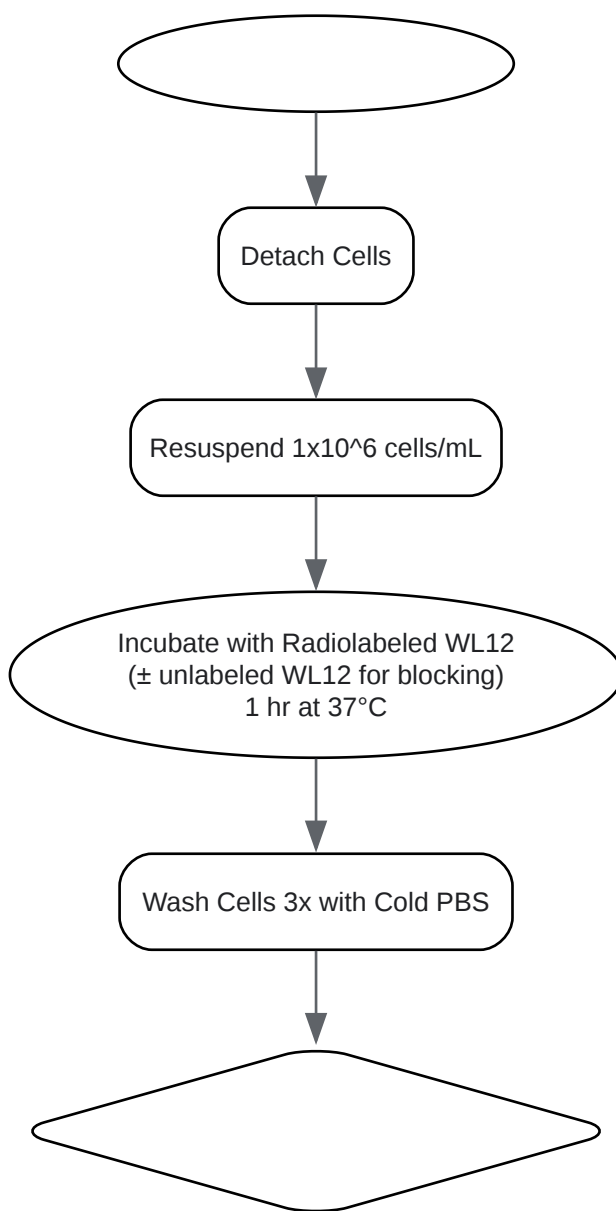 Detach Cells
Resuspend 1x10^6 cells/mL
Incubate with Radiolabeled WL12
(± unlabeled WL12 for blocking)
1 hr at 37°C
Wash Cells 3x with Cold PBS